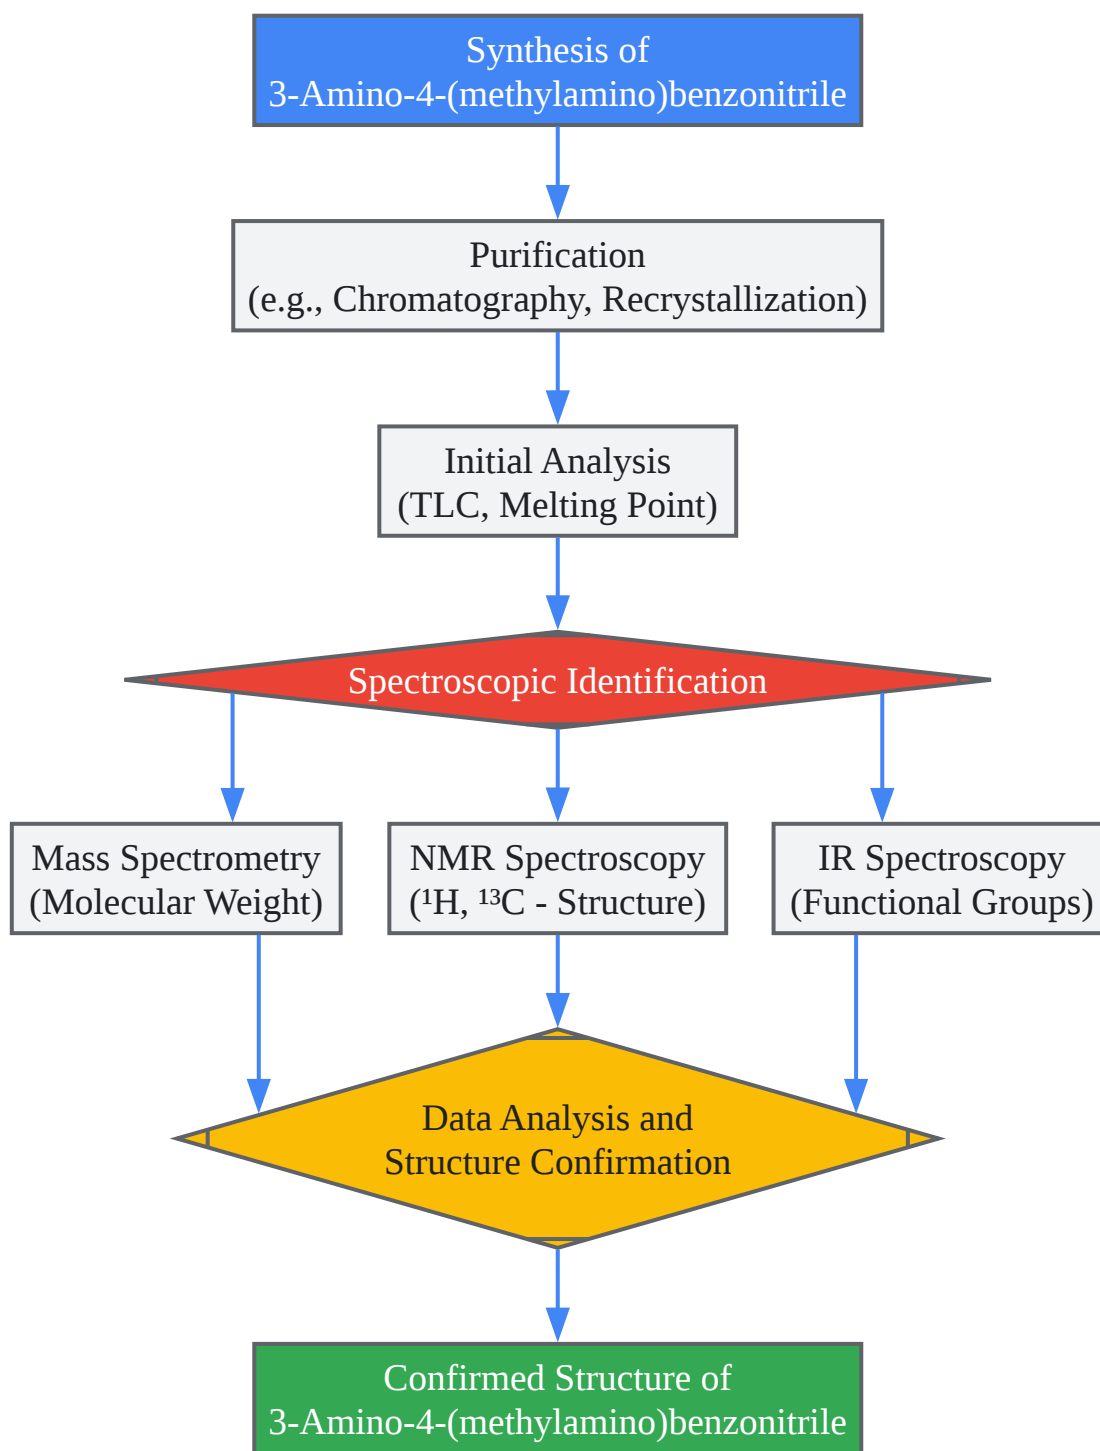 Synthesis of
3-Amino-4-(methylamino)benzonitrile
Purification
(e.g., Chromatography, Recrystallization)
Initial Analysis
(TLC, Melting Point)
Spectroscopic Identification
Mass Spectrometry
(Molecular Weight)
NMR Spectroscopy
(¹H, ¹³C - Structure)
IR Spectroscopy
(Functional Groups)
Data Analysis and
Structure Confirmation
Confirmed Structure of
3-Amino-4-(methylamino)benzonitrile